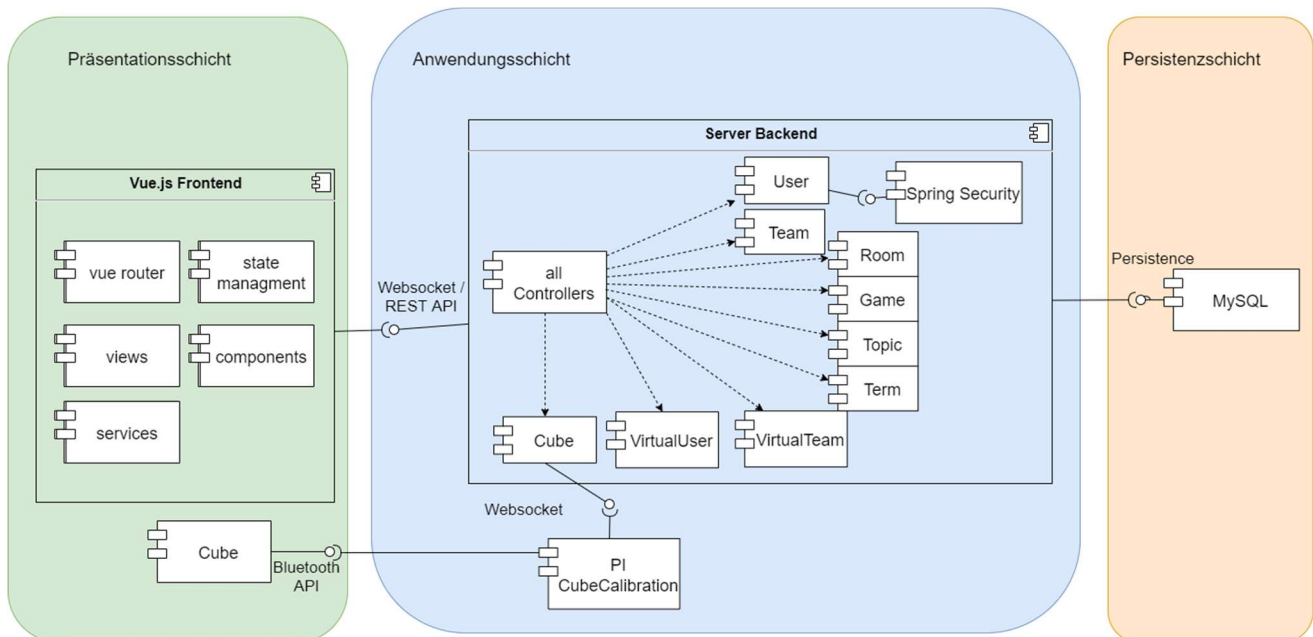 Präsentationsschicht
Vue.js Frontend
vue router
state
managment
views
components
services
Cube
Bluetooth
API
Websocket /
REST API
Anwendungsschicht
Server Backend
all
Controllers
User
Spring Security
Team
Room
Game
Topic
Term
Cube
VirtualUser
VirtualTeam
Websocket
PI
CubeCalibration
Persistenzschicht
Persistence
MySQL